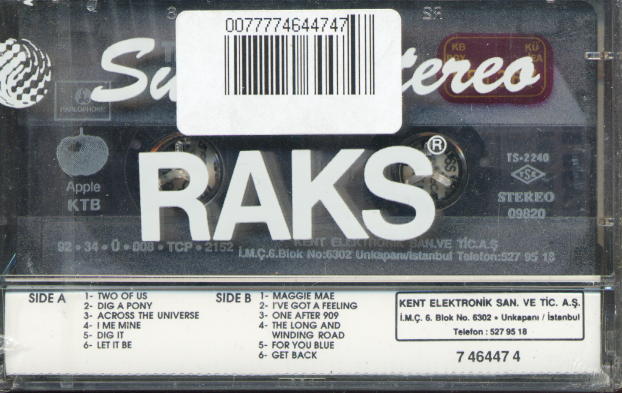 0077774644747
Su tereo
KB
KÜ
PARLOPHONE
Apple
KTB
RAKS®
TS•2240
TSE
STEREO
09820
92•34•Ü•008•TCP•2152
KENT ELEKTRONİK SAN.VE TİC.A.Ş
İ.M.Ç.6.Blok No:6302 Unkapanı/İstanbul Telefon:527 95 18
SIDE A
1- TWO OF US
2- DIG A PONY
3- ACROSS THE UNIVERSE
4- I ME MINE
5- DIG IT
6- LET IT BE
SIDE B
1- MAGGIE MAE
2- I'VE GOT A FEELING
3- ONE AFTER 909
4- THE LONG AND
WINDING ROAD
5- FOR YOU BLUE
6- GET BACK
KENT ELEKTRONİK SAN. VE TİC. A.Ş.
İ.M.Ç. 6. Blok No. 6302 • Unkapanı / İstanbul
Telefon : 527 95 18
7 46447 4